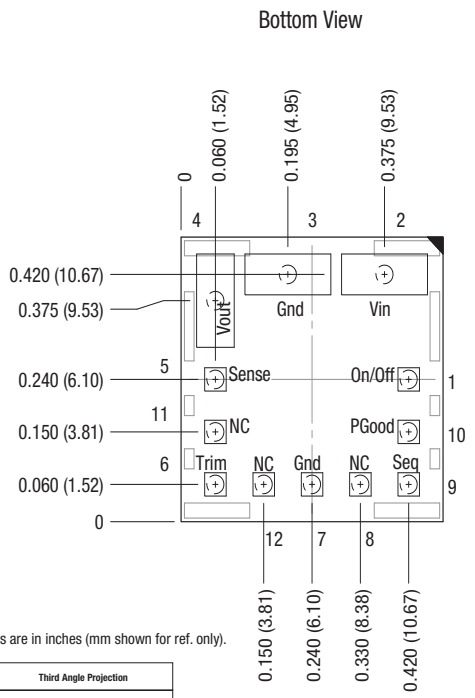 Bottom View
0
0.060 (1.52)
0.195 (4.95)
0.375 (9.53)
4
3
2
0.420 (10.67)
0.375 (9.53)
Vout
Gnd
Vin
0.240 (6.10)
5
Sense
On/Off
1
0.150 (3.81)
11
NC
PGood
10
0.060 (1.52)
6
Trim
NC
Gnd
NC
Seq
9
0
12
7
8
0.150 (3.81)
0.240 (6.10)
0.330 (8.38)
0.420 (10.67)
s are in inches (mm shown for ref. only).
Third Angle Projection